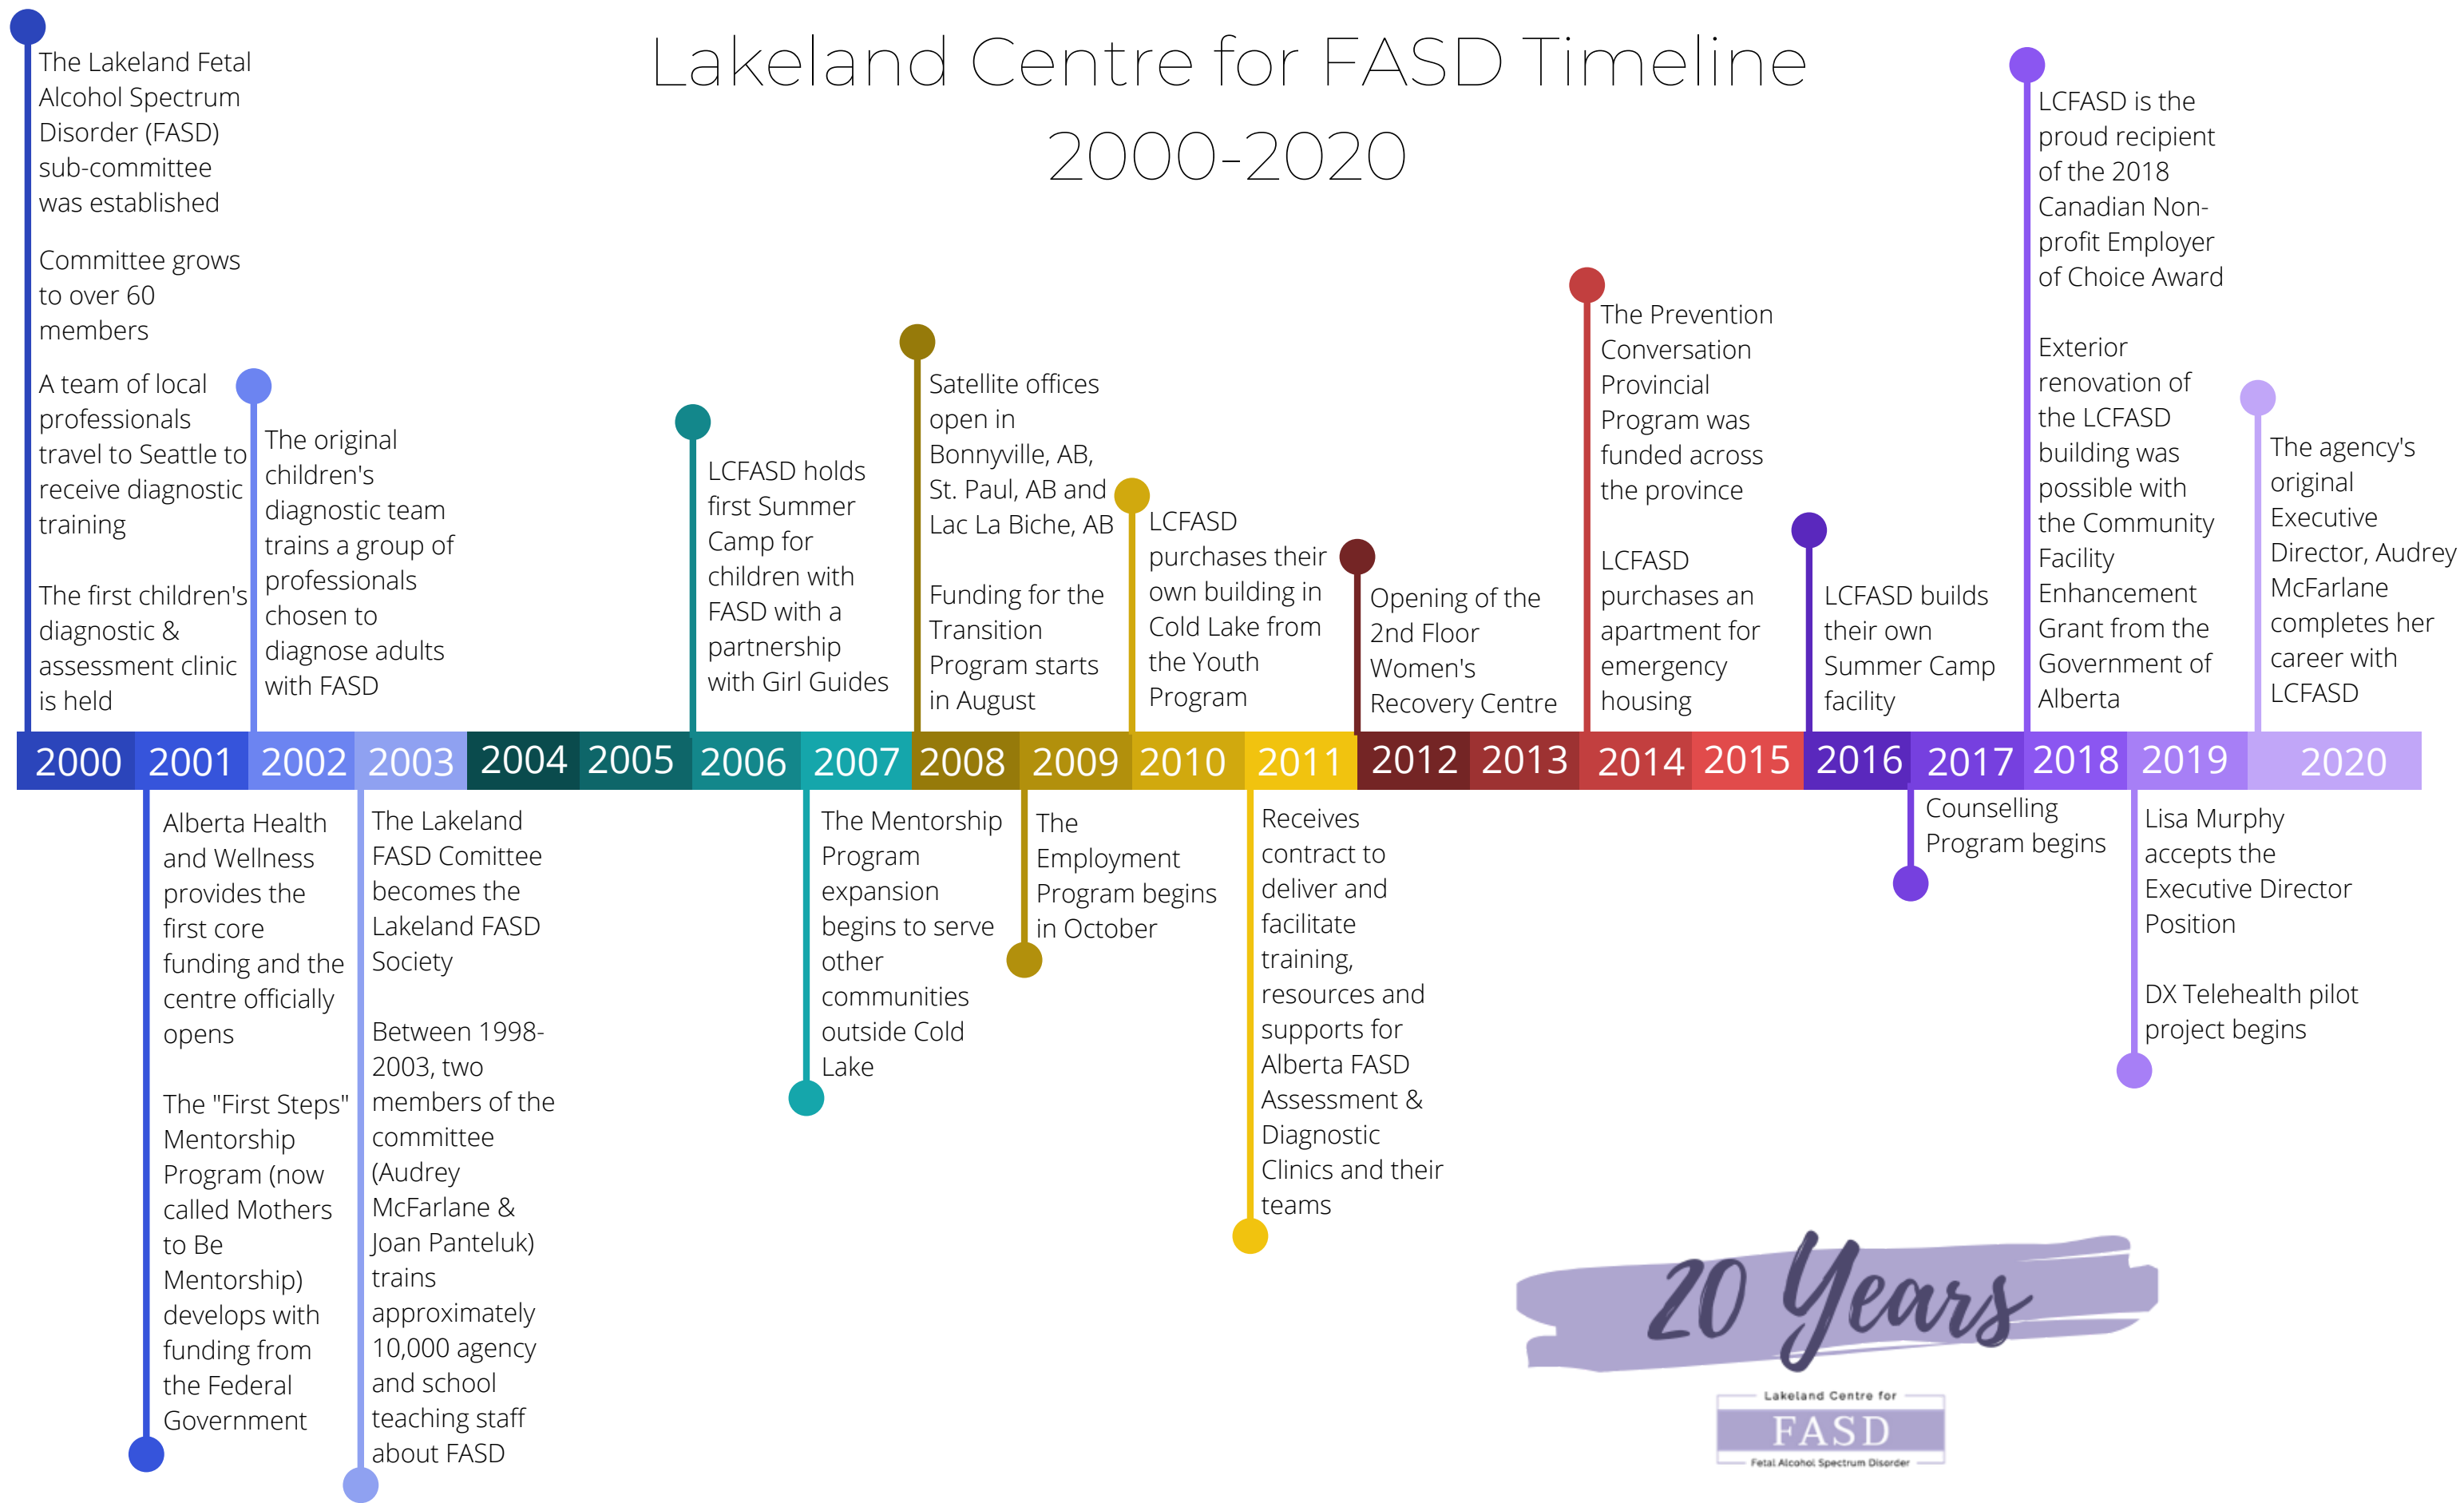 Lakeland Centre for FASD Timeline
2000-2020
The Lakeland Fetal
Alcohol Spectrum
Disorder (FASD)
sub-committee
was established
Committee grows
to over 60
members
A team of local
professionals
travel to Seattle to
receive diagnostic
training
The first children's
diagnostic &
assessment clinic
is held
The original
children's
diagnostic team
trains a group of
professionals
chosen to
diagnose adults
with FASD
LCFASD holds
first Summer
Camp for
children with
FASD with a
partnership
with Girl Guides
Satellite offices
open in
Bonnyville, AB,
St. Paul, AB and
Lac La Biche, AB
Funding for the
Transition
Program starts
in August
LCFASD
purchases their
own building in
Cold Lake from
the Youth
Program
Opening of the
2nd Floor
Women's
Recovery Centre
The Prevention
Conversation
Provincial
Program was
funded across
the province
LCFASD
purchases an
apartment for
emergency
housing
LCFASD builds
their own
Summer Camp
facility
LCFASD is the
proud recipient
of the 2018
Canadian Non-
profit Employer
of Choice Award
Exterior
renovation of
the LCFASD
building was
possible with
the Community
Facility
Enhancement
Grant from the
Government of
Alberta
The agency's
original
Executive
Director, Audrey
McFarlane
completes her
career with
LCFASD
2000 2001 2002 2003 2004 2005 2006 2007 2008 2009 2010 2011 2012 2013 2014 2015 2016 2017 2018 2019 2020
Alberta Health
and Wellness
provides the
first core
funding and the
centre officially
opens
The "First Steps"
Mentorship
Program (now
called Mothers
to Be
Mentorship)
develops with
funding from
the Federal
Government
The Lakeland
FASD Comittee
becomes the
Lakeland FASD
Society
Between 1998-
2003, two
members of the
committee
(Audrey
McFarlane &
Joan Panteluk)
trains
approximately
10,000 agency
and school
teaching staff
about FASD
The Mentorship
Program
expansion
begins to serve
other
communities
outside Cold
Lake
The
Employment
Program begins
in October
Receives
contract to
deliver and
facilitate
training,
resources and
supports for
Alberta FASD
Assessment &
Diagnostic
Clinics and their
teams
Counselling
Program begins
Lisa Murphy
accepts the
Executive Director
Position
DX Telehealth pilot
project begins
20 Years
Lakeland Centre for
FASD
Fetal Alcohol Spectrum Disorder